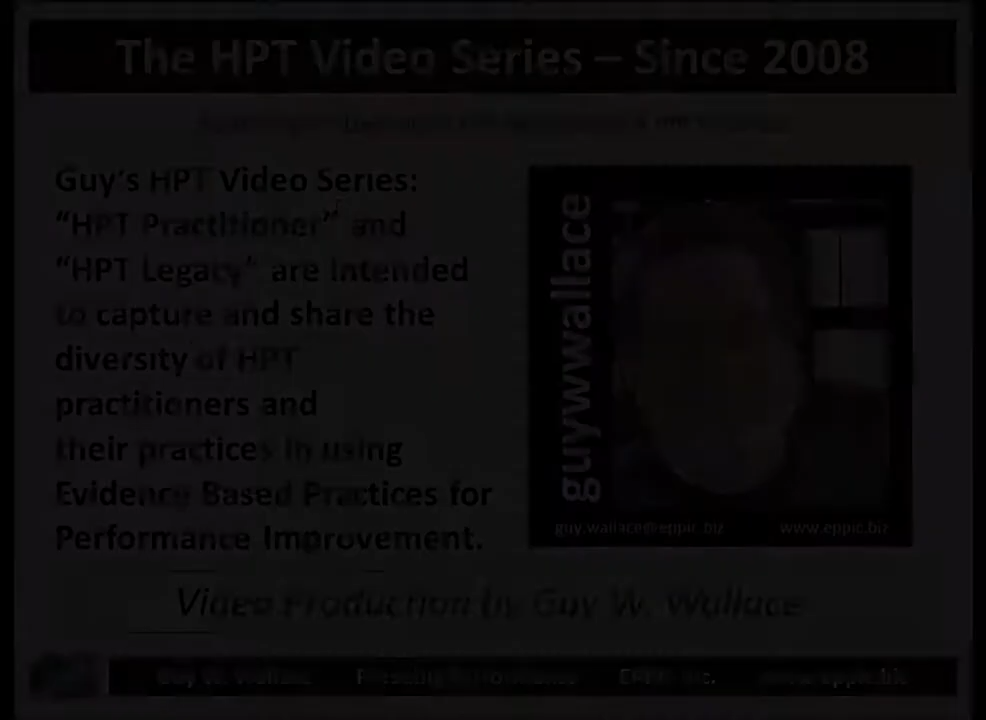 The HPT Video Series – Since 2008
Guy's HPT Video Series:
"HPT Practitioner" and
"HPT Legacy" are intended
to capture and share the
diversity of HPT
practitioners and
their practices in using
Evidence Based Practices for
Performance Improvement.
guywwallace
guy.wallace@eppic.biz www.eppic.biz
Video Production by Guy W. Wallace
Guy W. Wallace EPPIC Inc. www.eppic.biz